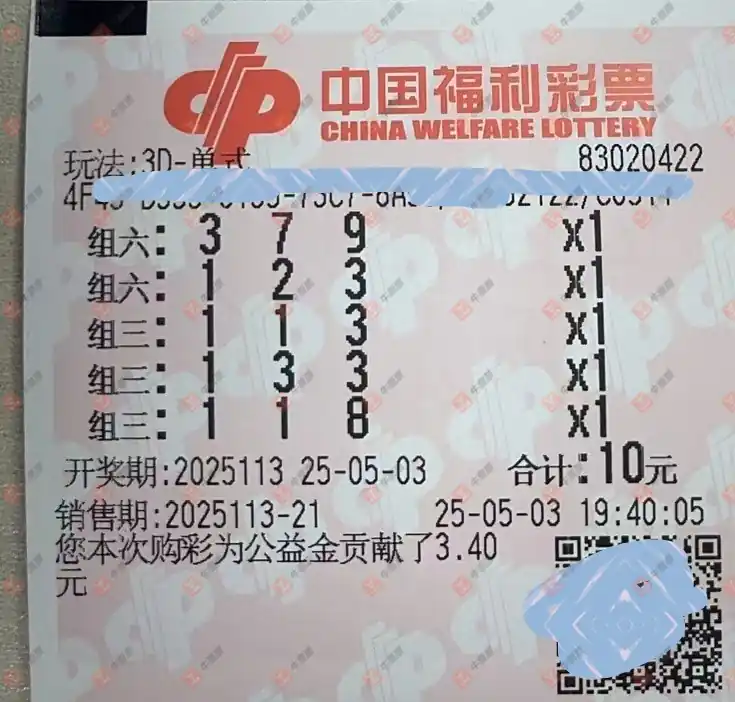 中国福利彩票
CHINA WELFARE LOTTERY
玩法:3D-单式 83020422
组六: 3 7 9 X1
组六: 1 2 3 X1
组三: 1 1 3 X1
组三: 1 3 3 X1
组三: 1 1 8 X1
开奖期:2025113 25-05-03 合计:10元
销售期:2025113-21 25-05-03 19:40:05
您本次购彩为公益金贡献了3.40
元